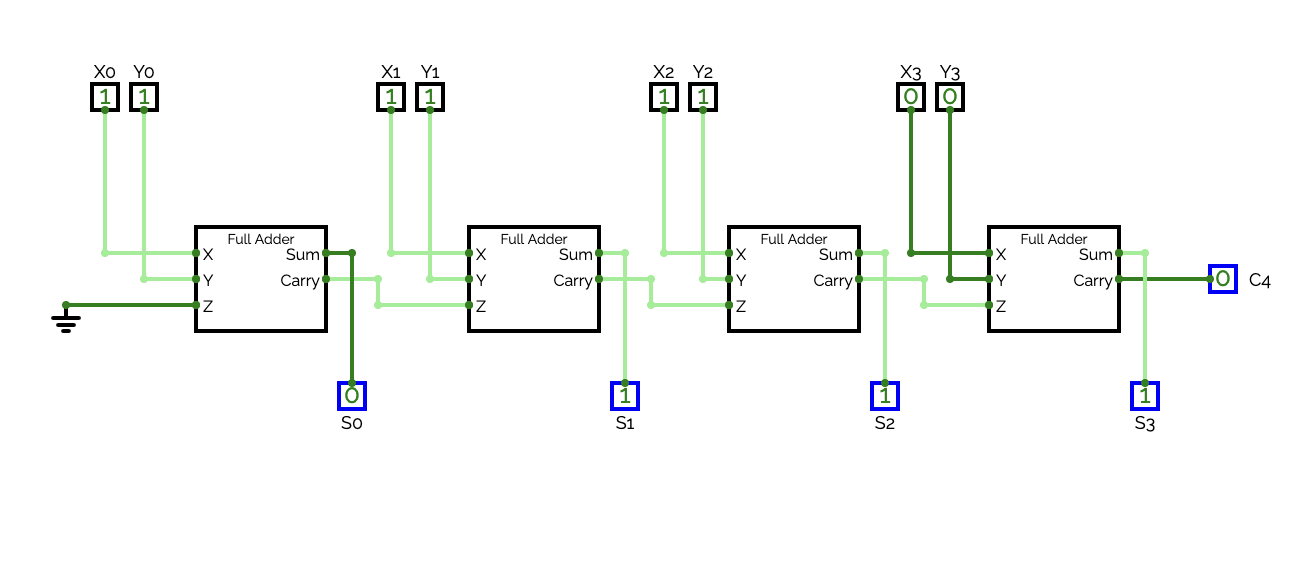 X0 Y0 X1 Y1 X2 Y2 X3 Y3
1 1 1 1 1 1 0 0
Full Adder Full Adder Full Adder Full Adder
X Sum X Sum X Sum X Sum
Y Carry Y Carry Y Carry Y Carry 0 C4
Z Z Z Z
0 1 1 1
S0 S1 S2 S3